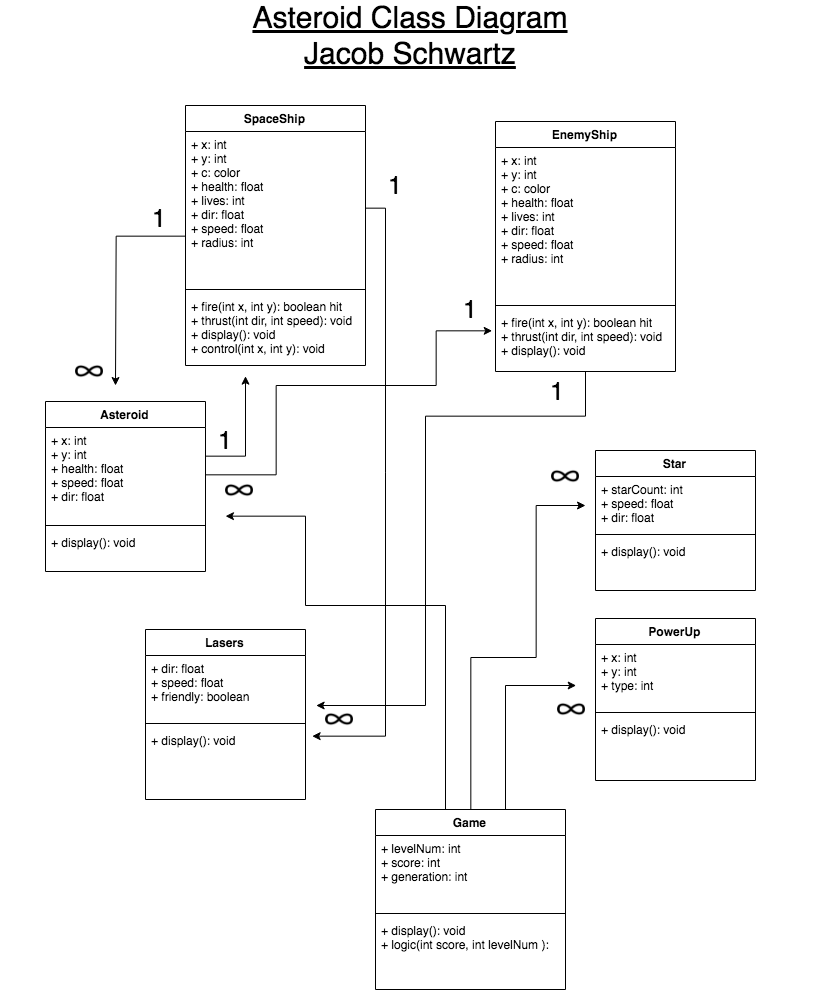 Asteroid Class Diagram
Jacob Schwartz
SpaceShip
+ x: int
+ y: int
+ c: color
+ health: float
+ lives: int
+ dir: float
+ speed: float
+ radius: int
+ fire(int x, int y): boolean hit
+ thrust(int dir, int speed): void
+ display(): void
+ control(int x, int y): void
EnemyShip
+ x: int
+ y: int
+ c: color
+ health: float
+ lives: int
+ dir: float
+ speed: float
+ radius: int
+ fire(int x, int y): boolean hit
+ thrust(int dir, int speed): void
+ display(): void
1
1
1
∞
1
1
∞
Asteroid
+ x: int
+ y: int
+ health: float
+ speed: float
+ dir: float
+ display(): void
∞
Star
+ starCount: int
+ speed: float
+ dir: float
+ display(): void
Lasers
+ dir: float
+ speed: float
+ friendly: boolean
+ display(): void
∞
PowerUp
+ x: int
+ y: int
+ type: int
+ display(): void
∞
Game
+ levelNum: int
+ score: int
+ generation: int
+ display(): void
+ logic(int score, int levelNum ):